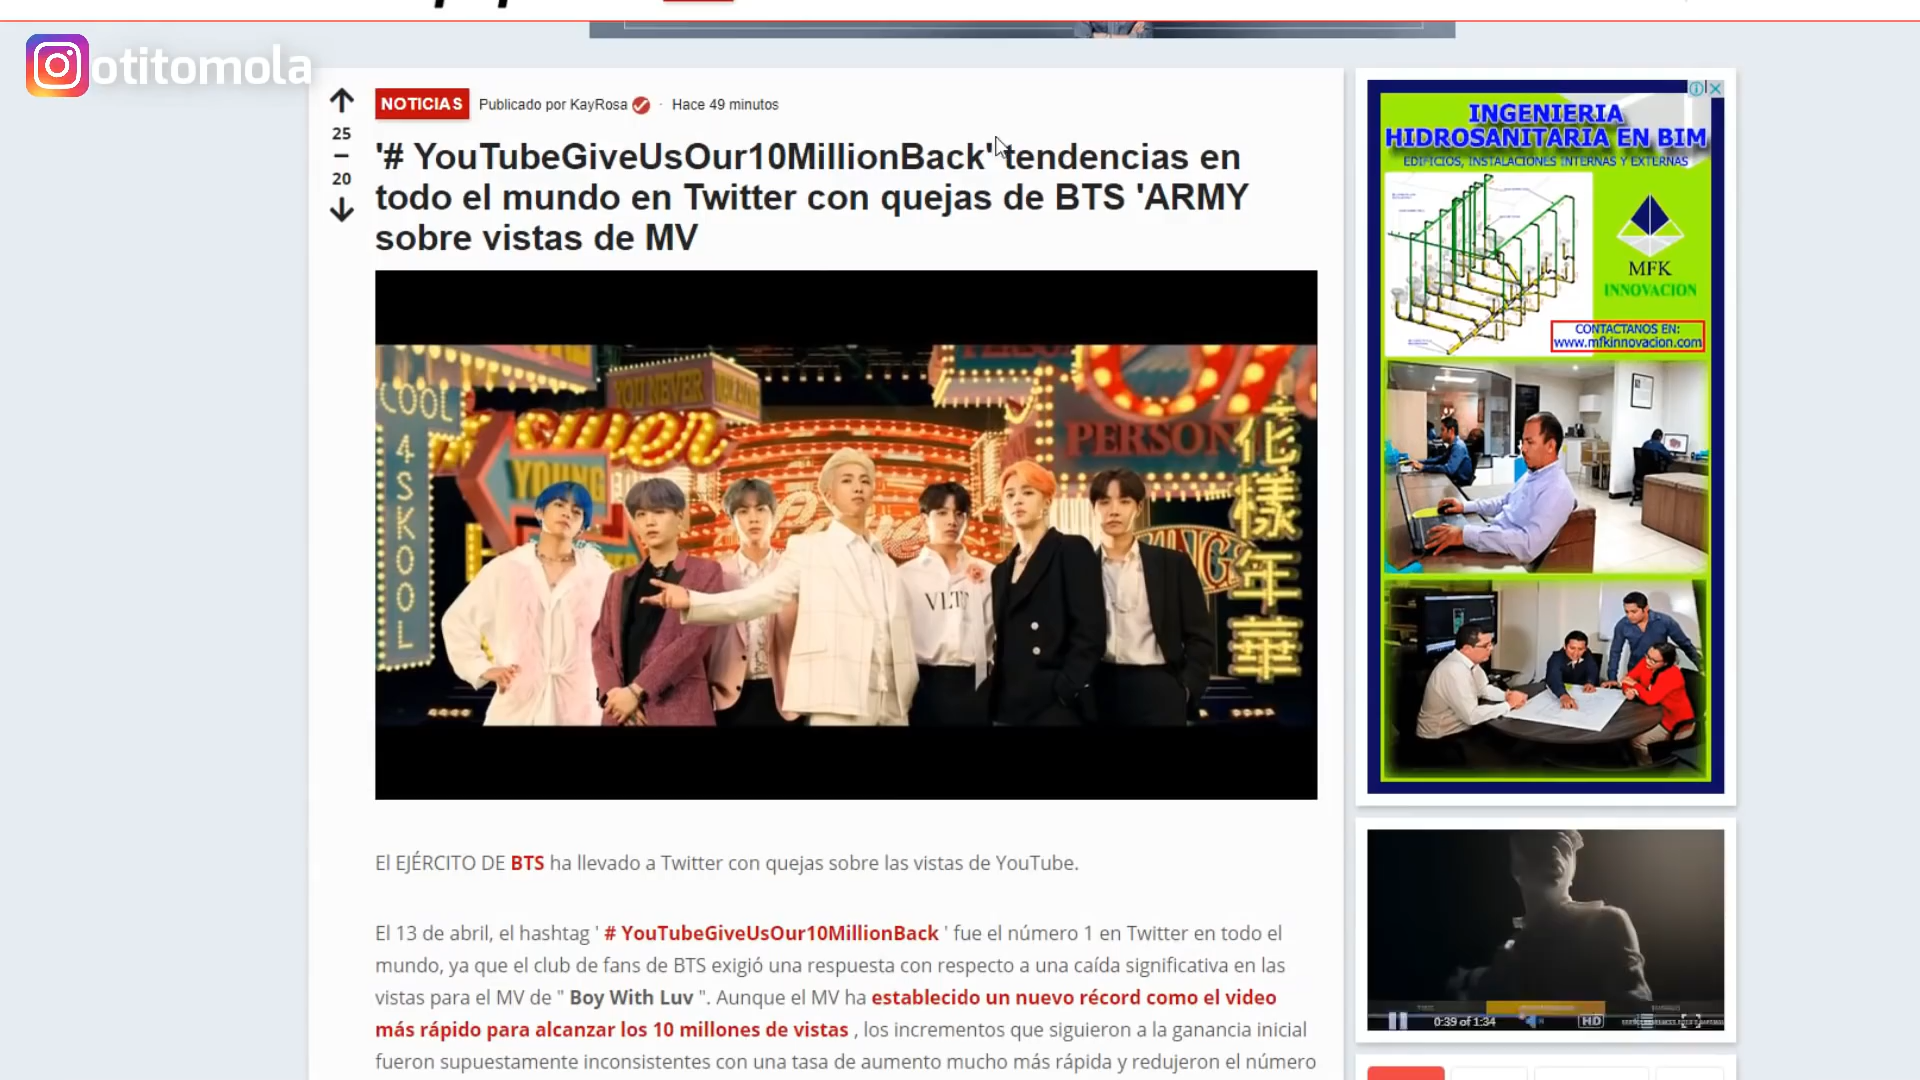 otitomola
25
20
NOTICIAS Publicado por KayRosa · Hace 49 minutos
'# YouTubeGiveUsOur10MillionBack' tendencias en
todo el mundo en Twitter con quejas de BTS 'ARMY
sobre vistas de MV
COOL
4
SKOOL
YOU NEVER
YOUNG
PERSON
花樣年華
El EJÉRCITO DE BTS ha llevado a Twitter con quejas sobre las vistas de YouTube.
El 13 de abril, el hashtag ' # YouTubeGiveUsOur10MillionBack ' fue el número 1 en Twitter en todo el
mundo, ya que el club de fans de BTS exigió una respuesta con respecto a una caída significativa en las
vistas para el MV de " Boy With Luv ". Aunque el MV ha establecido un nuevo récord como el video
más rápido para alcanzar los 10 millones de vistas , los incrementos que siguieron a la ganancia inicial
fueron supuestamente inconsistentes con una tasa de aumento mucho más rápida y redujeron el número
INGENIERIA
HIDROSANITARIA EN BIM
EDIFICIOS, INSTALACIONES INTERNAS Y EXTERNAS
MFK
INNOVACION
CONTACTANOS EN:
www.mfkinnovacion.com
0:39 of 1:34
HD